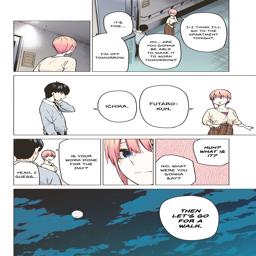 IT'S
FINE...
I'M OFF
TOMORROW.
OH... ARE
YOU GONNA
BE ABLE
TO MAKE IT
TO WORK
TOMORROW?
I-I THINK I'LL
GO TO THE
APARTMENT
TONIGHT.
ICHIKA.
FUTARO-
KUN.
YEAH, I
GUESS...
IS YOUR
WORK DONE
FOR THE
DAY?
NO, WHAT
WERE YOU
GONNA
SAY?
HUH?
WHAT IS
IT?
THEN
LET'S GO
FOR A
WALK.